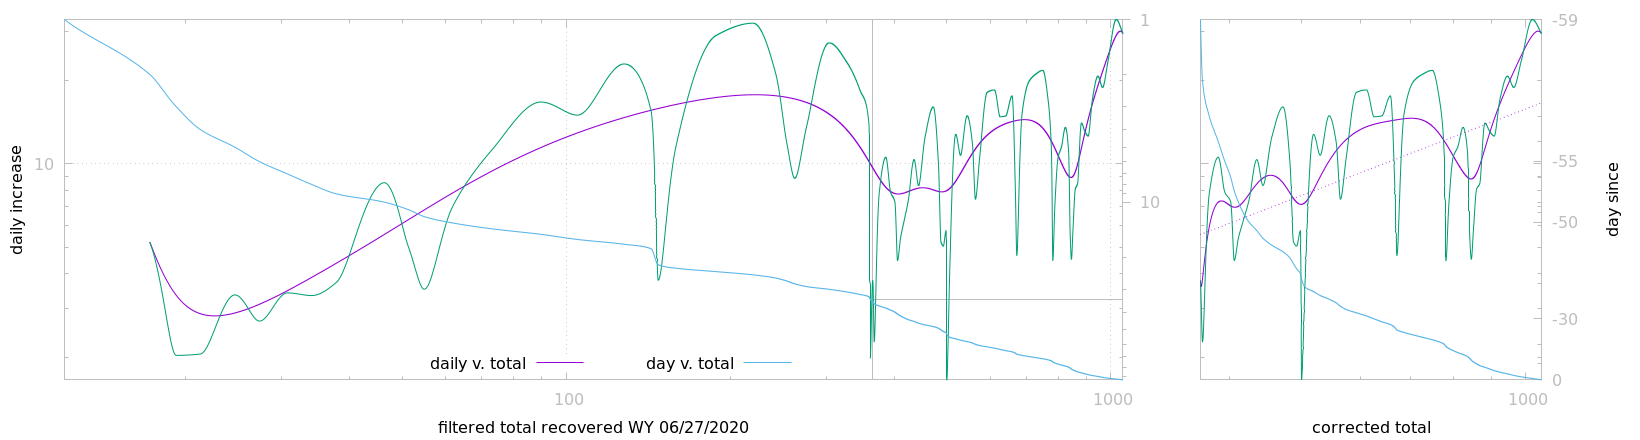 daily increase
10
daily v. total
day v. total
100
1000
filtered total recovered WY 06/27/2020
1
10
-59
-55
-50
-30
0
day since
1000
corrected total